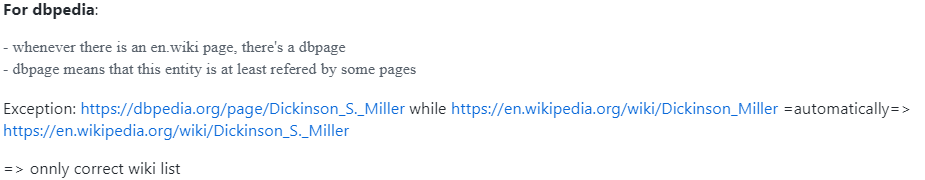 For dbpedia:
- whenever there is an en.wiki page, there's a dbpage
- dbpage means that this entity is at least refered by some pages
Exception: https://dbpedia.org/page/Dickinson_S._Miller while https://en.wikipedia.org/wiki/Dickinson_Miller =automatically=>
https://en.wikipedia.org/wiki/Dickinson_S._Miller
=> onnly correct wiki list